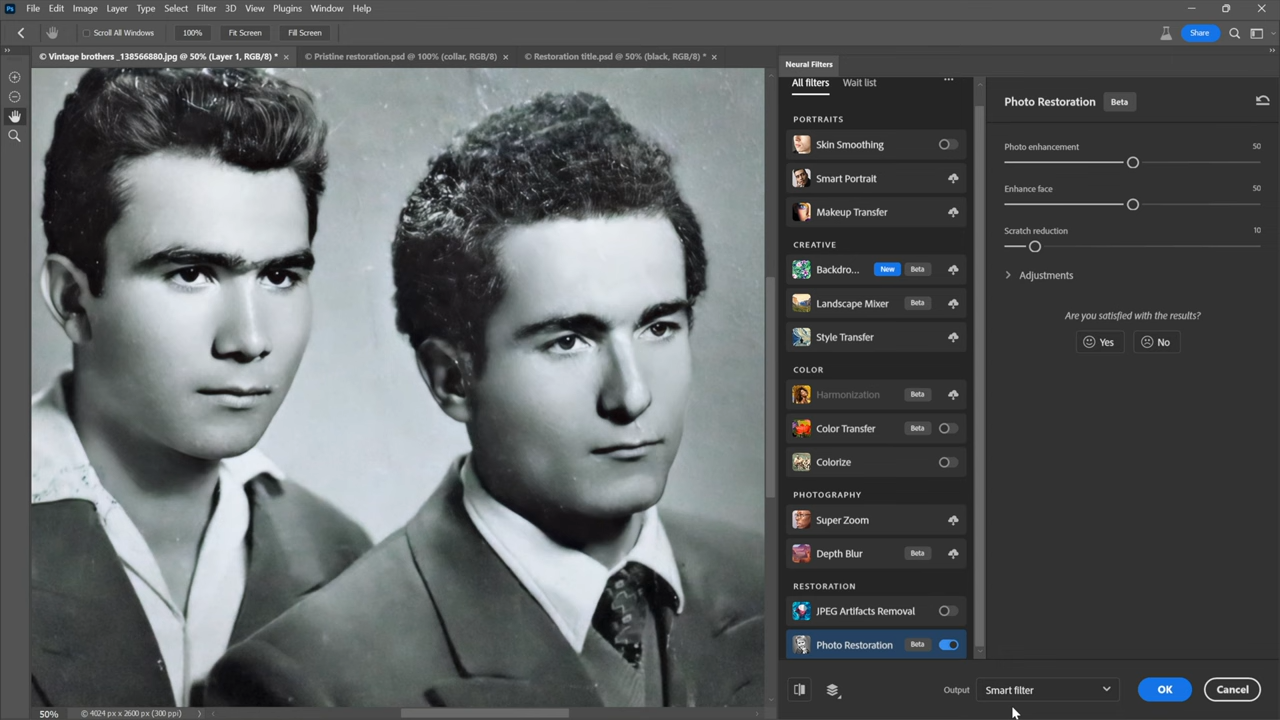 Ps File Edit Image Layer Type Select Filter 3D View Plugins Window Help
Scroll All Windows 100% Fit Screen Fill Screen Share
© Vintage brothers _138566880.jpg @ 50% (Layer 1, RGB/8) * × © Pristine restoration.psd @ 100% (collar, RGB/8) × © Restoration title.psd @ 50% (black, RGB/8) * ×
Neural Filters
All filters Wait list
PORTRAITS
Skin Smoothing
Smart Portrait
Makeup Transfer
CREATIVE
Backdro... New Beta
Landscape Mixer Beta
Style Transfer
COLOR
Harmonization Beta
Color Transfer Beta
Colorize
PHOTOGRAPHY
Super Zoom
Depth Blur Beta
RESTORATION
JPEG Artifacts Removal
Photo Restoration Beta
Photo Restoration Beta
Photo enhancement 50
Enhance face 50
Scratch reduction 10
Adjustments
Are you satisfied with the results?
Yes No
Output Smart filter OK Cancel
50% © 4024 px x 2600 px (300 ppi)